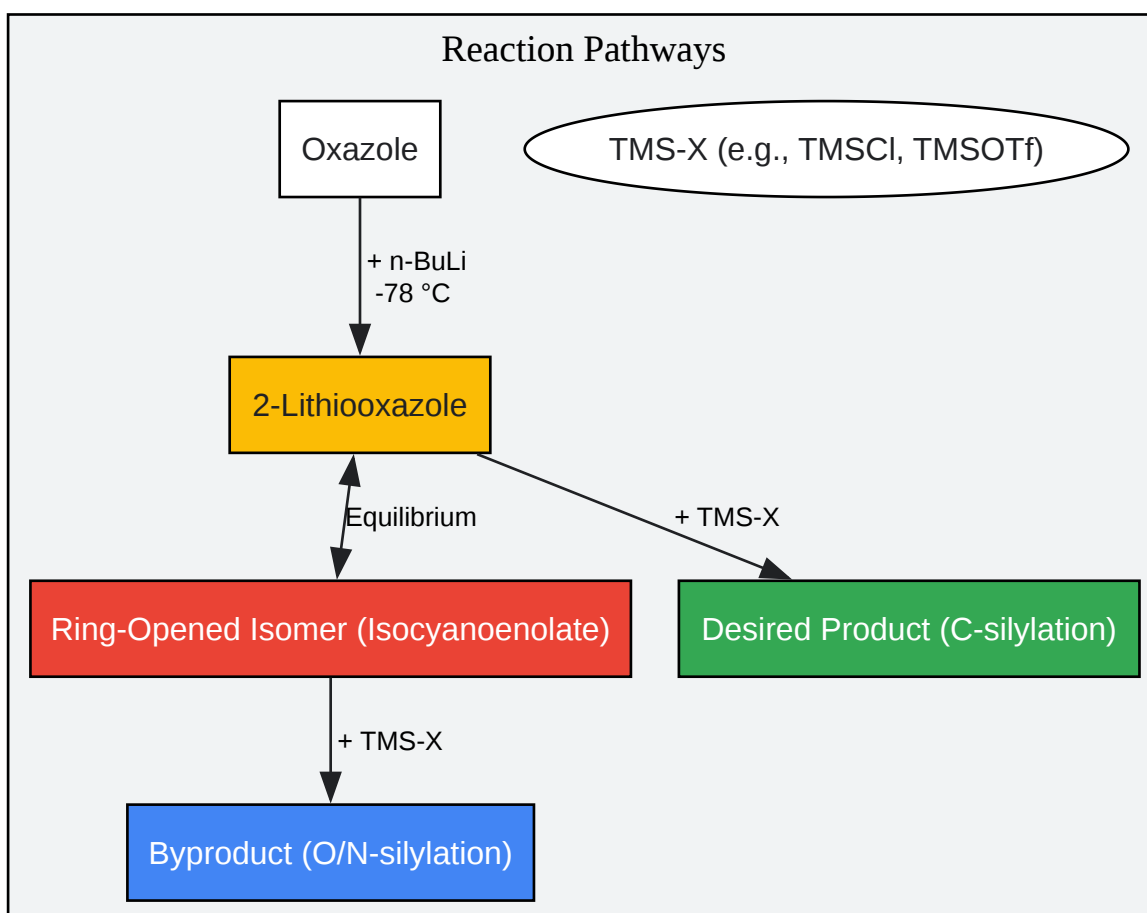 Reaction Pathways
Oxazole
TMS-X (e.g., TMSCl, TMSOTf)
+ n-BuLi
-78 °C
2-Lithiooxazole
Equilibrium
+ TMS-X
Ring-Opened Isomer (Isocyanoenolate)
Desired Product (C-silylation)
+ TMS-X
Byproduct (O/N-silylation)